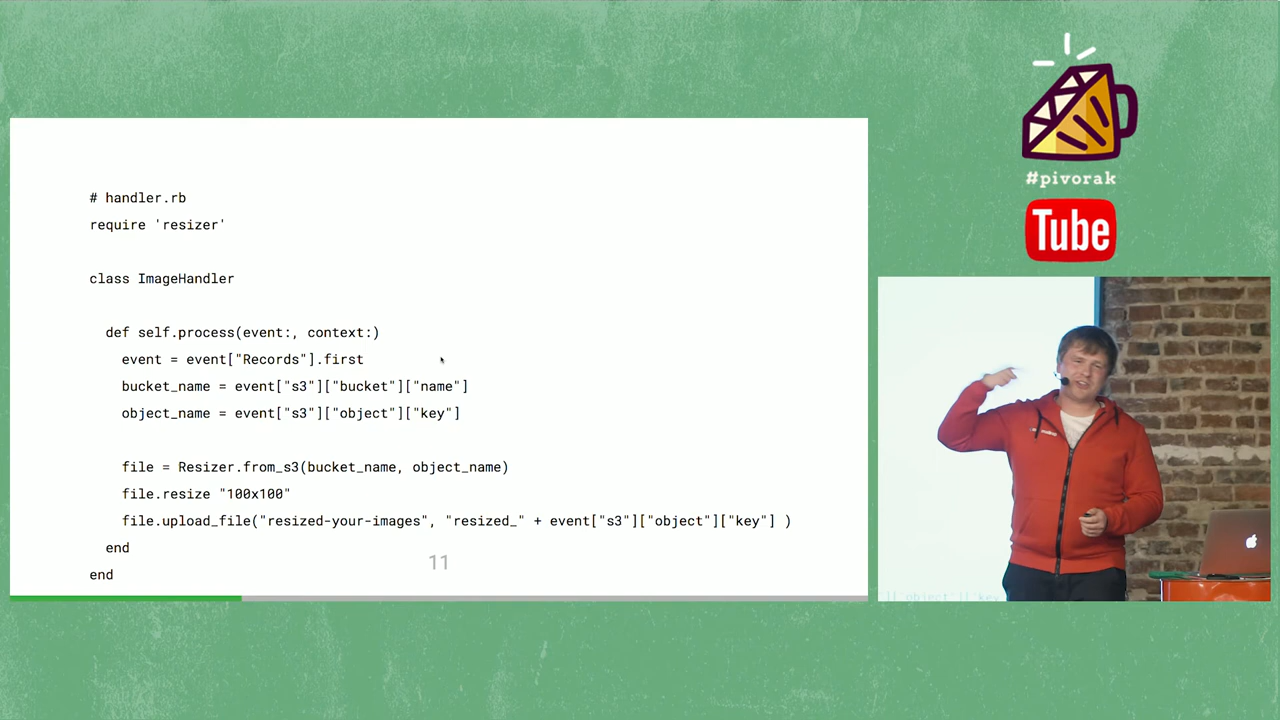 # handler.rb
require 'resizer'
class ImageHandler
def self.process(event:, context:)
event = event["Records"].first
bucket_name = event["s3"]["bucket"]["name"]
object_name = event["s3"]["object"]["key"]
file = Resizer.from_s3(bucket_name, object_name)
file.resize "100x100"
file.upload_file("resized-your-images", "resized_" + event["s3"]["object"]["key"] )
end
end
11
#pivorak
Tube